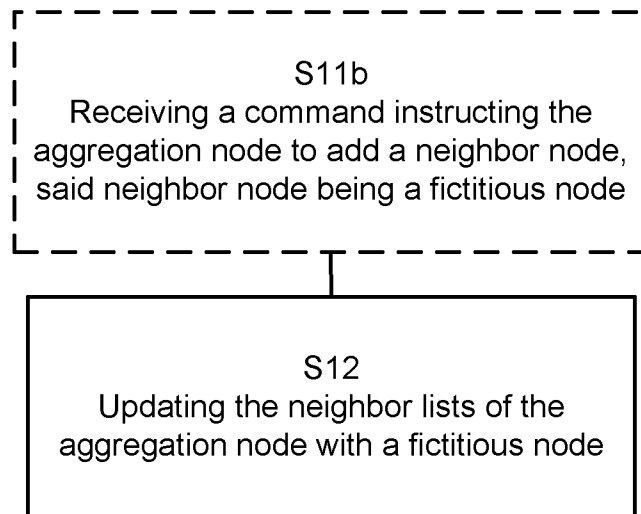 S11b
Receiving a command instructing the
aggregation node to add a neighbor node,
said neighbor node being a fictitious node
S12
Updating the neighbor lists of the
aggregation node with a fictitious node